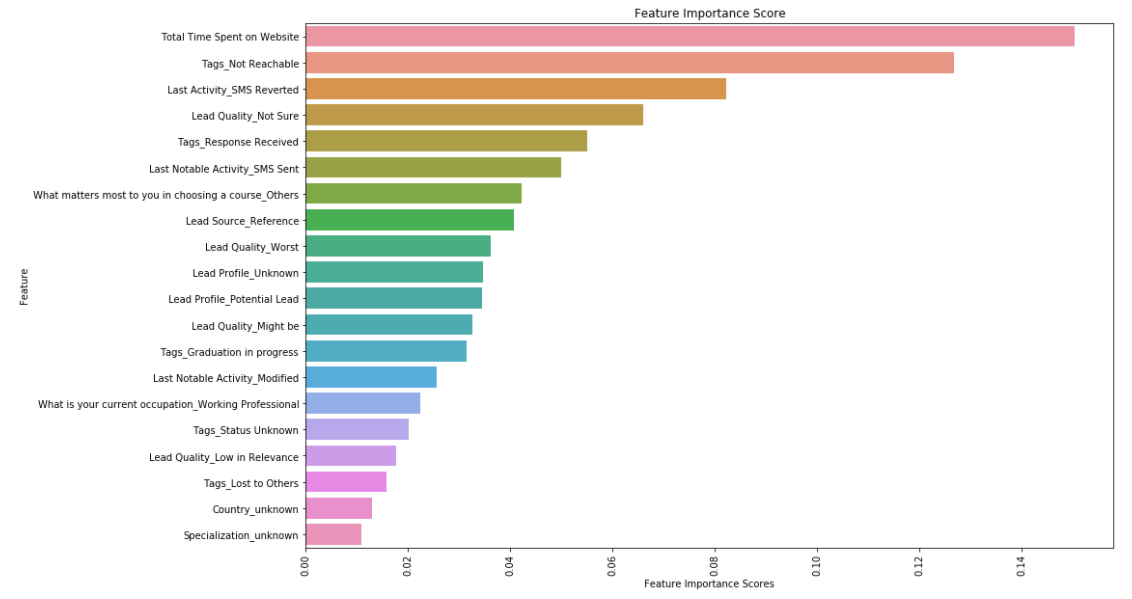 Feature Importance Score
Total Time Spent on Website
Tags_Not Reachable
Last Activity_SMS Reverted
Lead Quality_Not Sure
Tags_Response Received
Last Notable Activity_SMS Sent
What matters most to you in choosing a course_Others
Lead Source_Reference
Lead Quality_Worst
Lead Profile_Unknown
Lead Profile_Potential Lead
Lead Quality_Might be
Tags_Graduation in progress
Last Notable Activity_Modified
What is your current occupation_Working Professional
Tags_Status Unknown
Lead Quality_Low in Relevance
Tags_Lost to Others
Country_unknown
Specialization_unknown
Feature
0.00 0.02 0.04 0.06 0.08 0.10 0.12 0.14
Feature Importance Scores